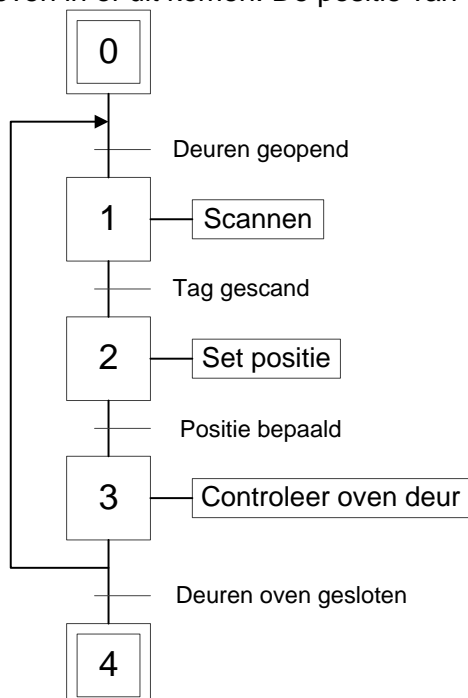 oven in of uit komen. De positie van
0
Deuren geopend
1
Scannen
Tag gescand
2
Set positie
Positie bepaald
3
Controleer oven deur
Deuren oven gesloten
4